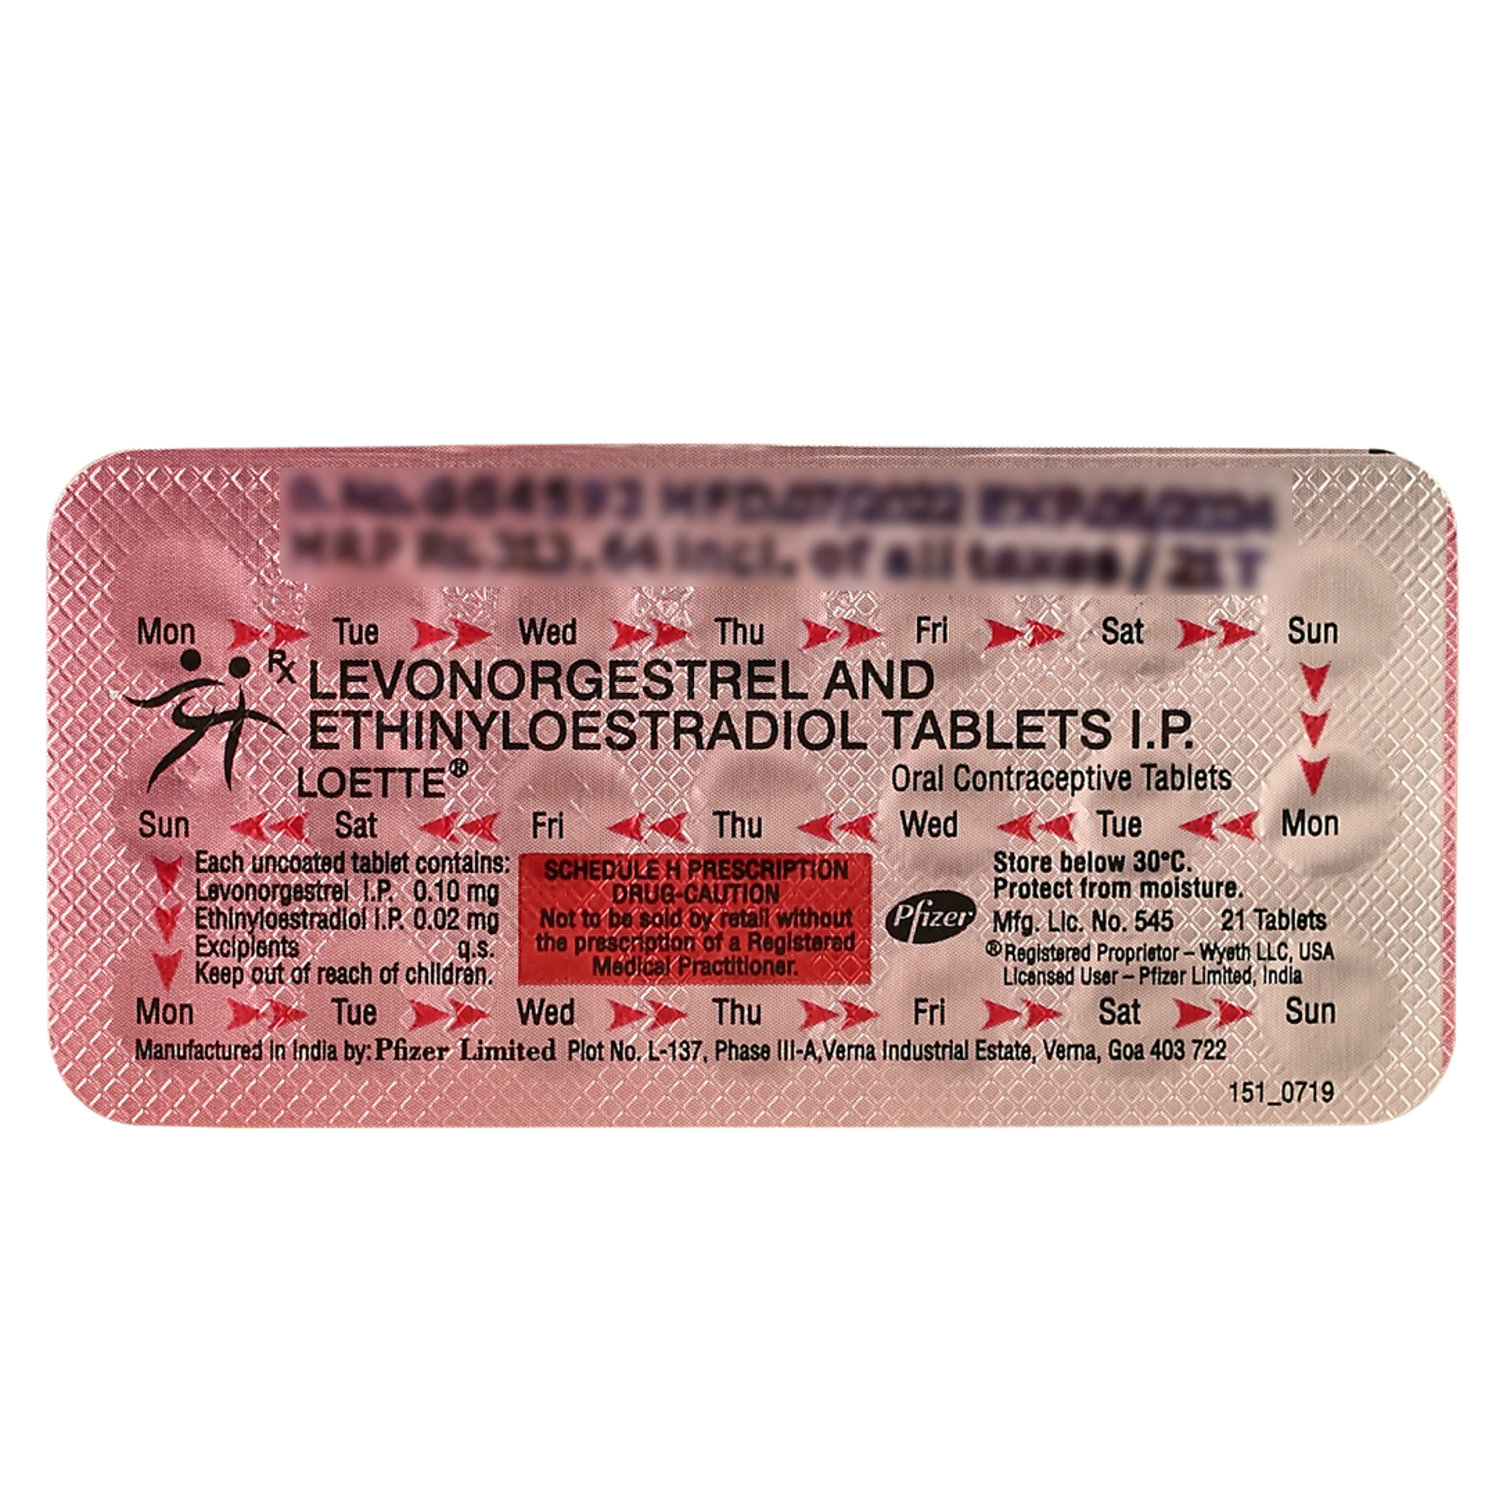 Mon Tue Wed Thu Fri Sat Sun
Rx LEVONORGESTREL AND
ETHINYLOESTRADIOL TABLETS I.P.
LOETTE® Oral Contraceptive Tablets
Sun Sat Fri Thu Wed Tue Mon
Each uncoated tablet contains:
Levonorgestrel I.P. 0.10 mg
Ethinyloestradiol I.P. 0.02 mg
Excipients q.s.
Keep out of reach of children.
SCHEDULE H PRESCRIPTION
DRUG-CAUTION
Not to be sold by retail without
the prescription of a Registered
Medical Practitioner.
Pfizer
Store below 30°C.
Protect from moisture.
Mfg. Lic. No. 545 21 Tablets
® Registered Proprietor – Wyeth LLC, USA
Licensed User – Pfizer Limited, India
Mon Tue Wed Thu Fri Sat Sun
Manufactured in India by: Pfizer Limited Plot No. L-137, Phase III-A, Verna Industrial Estate, Verna, Goa 403 722
151_0719